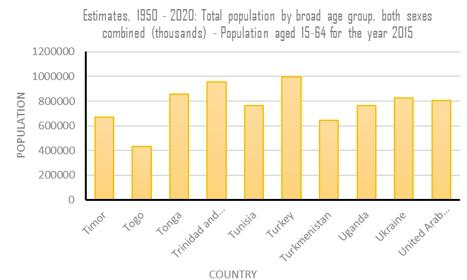 Estimates, 1950 - 2020: Total population by broad age group, both sexes
combined (thousands) - Population aged 15-64 for the year 2015
POPULATION
1200000
1000000
800000
600000
400000
200000
0
Timor
Togo
Tonga
Trinidad and...
Tunisia
Turkey
Turkmenistan
Uganda
Ukraine
United Arab...
COUNTRY